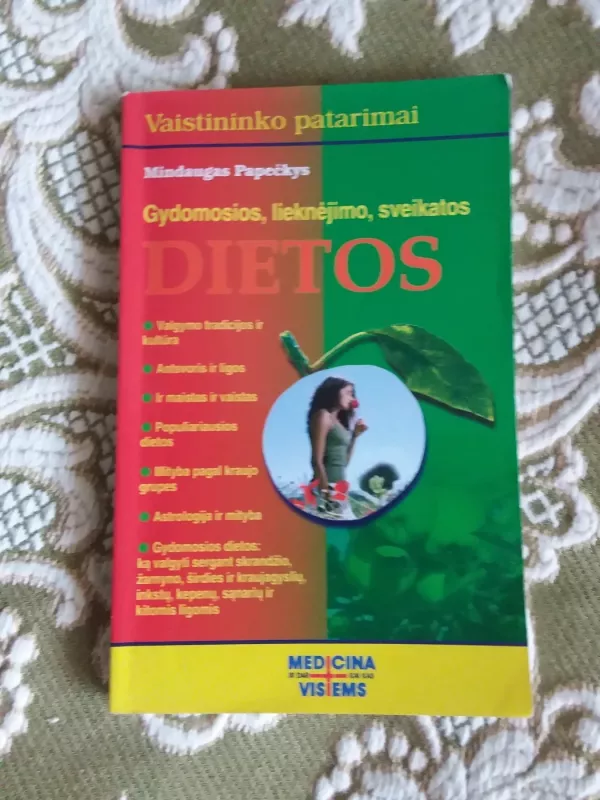 Vaistininko patarimai
Mindaugas Papečkys
Gydomosios, lieknėjimo, sveikatos
DIETOS
Valgymo tradicijos ir
kultūra
Antsvoris ir ligos
Ir maistas ir vaistas
Populiariausios
dietos
Mityba pagal kraujo
grupes
Astrologija ir mityba
Gydomosios dietos:
ką valgyti sergant skrandžio,
žarnyno, širdies ir kraujagyslių,
inkstų, kepenų, sąnarių ir
kitomis ligomis
MEDICINA
VISIEMS